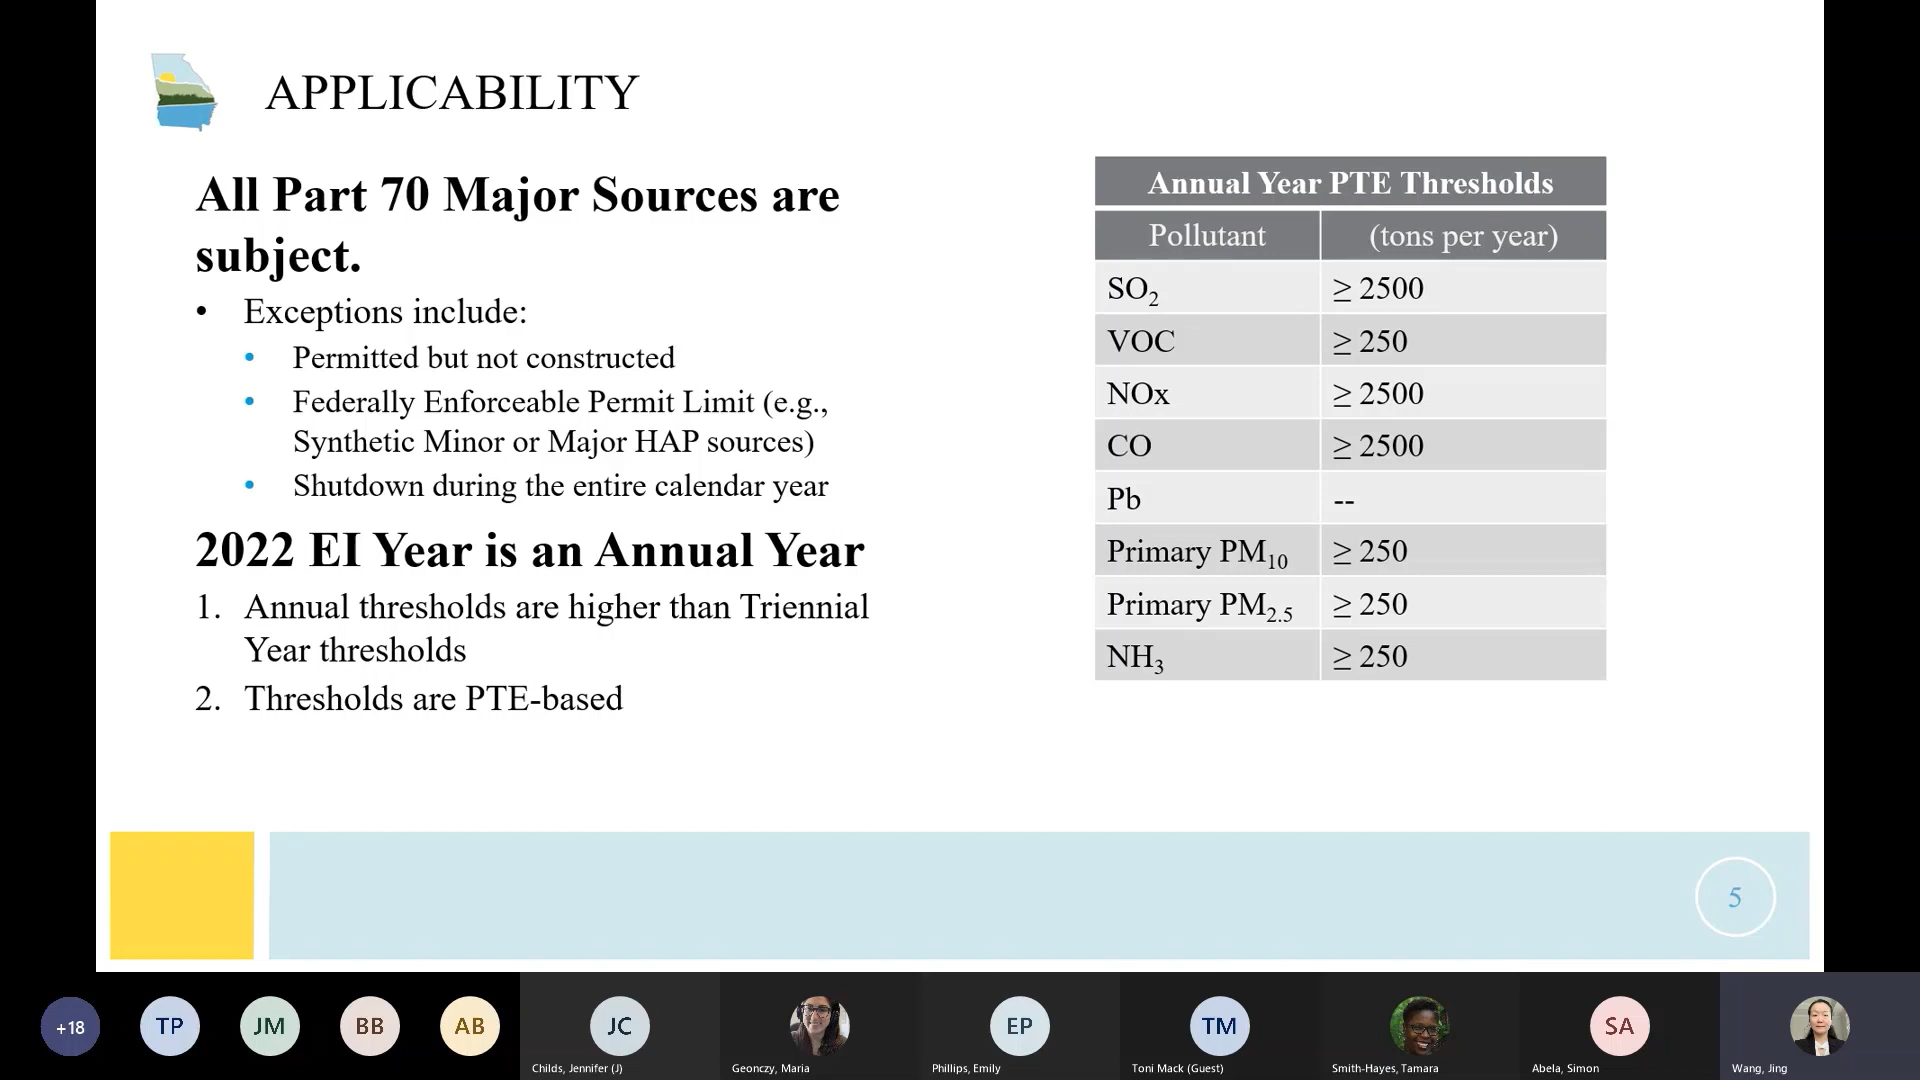 APPLICABILITY
All Part 70 Major Sources are
subject.
• Exceptions include:
• Permitted but not constructed
• Federally Enforceable Permit Limit (e.g.,
Synthetic Minor or Major HAP sources)
• Shutdown during the entire calendar year
2022 EI Year is an Annual Year
1. Annual thresholds are higher than Triennial
Year thresholds
2. Thresholds are PTE-based
Annual Year PTE Thresholds
Pollutant (tons per year)
SO₂ ≥ 2500
VOC ≥ 250
NOx ≥ 2500
CO ≥ 2500
Pb --
Primary PM₁₀ ≥ 250
Primary PM₂.₅ ≥ 250
NH₃ ≥ 250
5
+18 TP JM BB AB JC EP TM SA
Childs, Jennifer (J) Geonczy, Maria Phillips, Emily Toni Mack (Guest) Smith-Hayes, Tamara Abela, Simon Wang, Jing